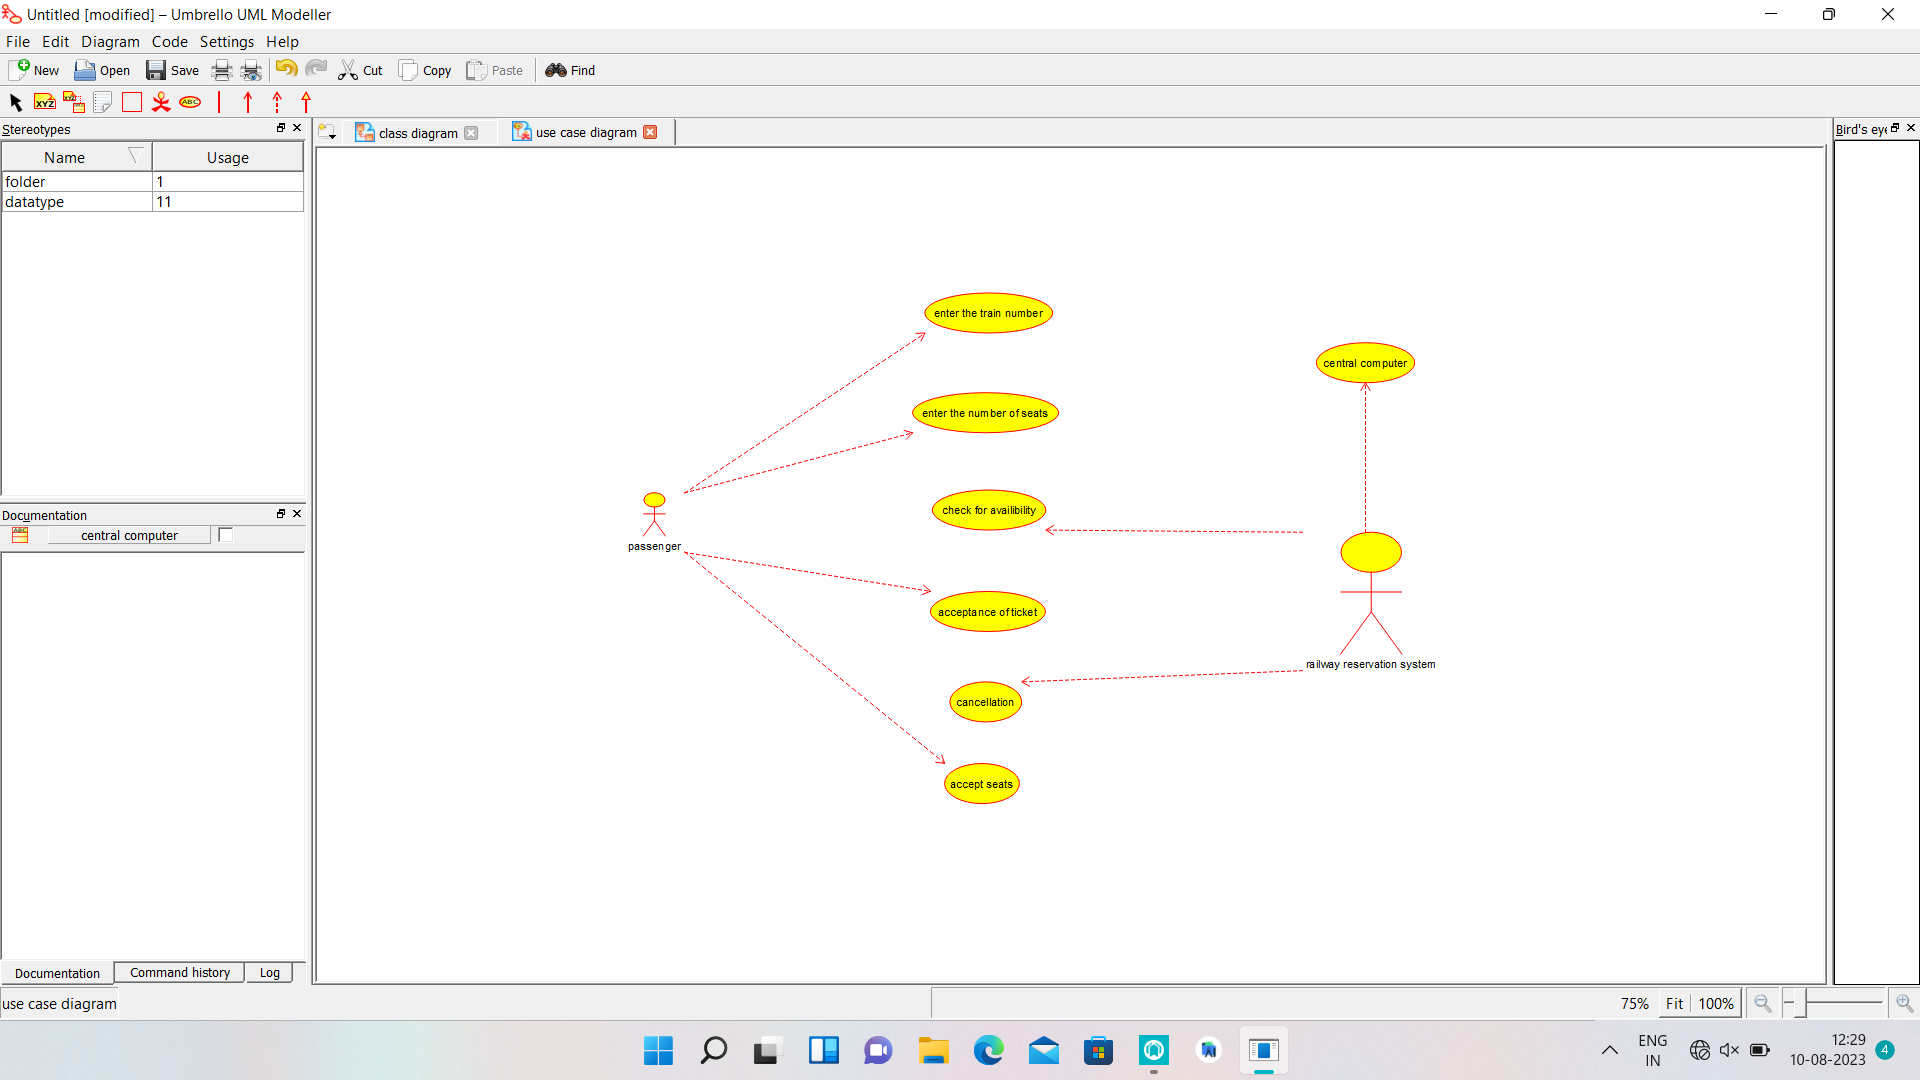 Untitled [modified] – Umbrello UML Modeller
File Edit Diagram Code Settings Help
New Open Save Cut Copy Paste Find
XYZ XYZ ABC
Stereotypes
Name Usage
folder 1
datatype 11
class diagram use case diagram
Bird's eye
enter the train number
central computer
enter the number of seats
check for availibility
passenger
acceptance of ticket
railway reservation system
cancellation
accept seats
Documentation
central computer
Documentation Command history Log
use case diagram
75% Fit 100%
ENG
IN
12:29
10-08-2023
4